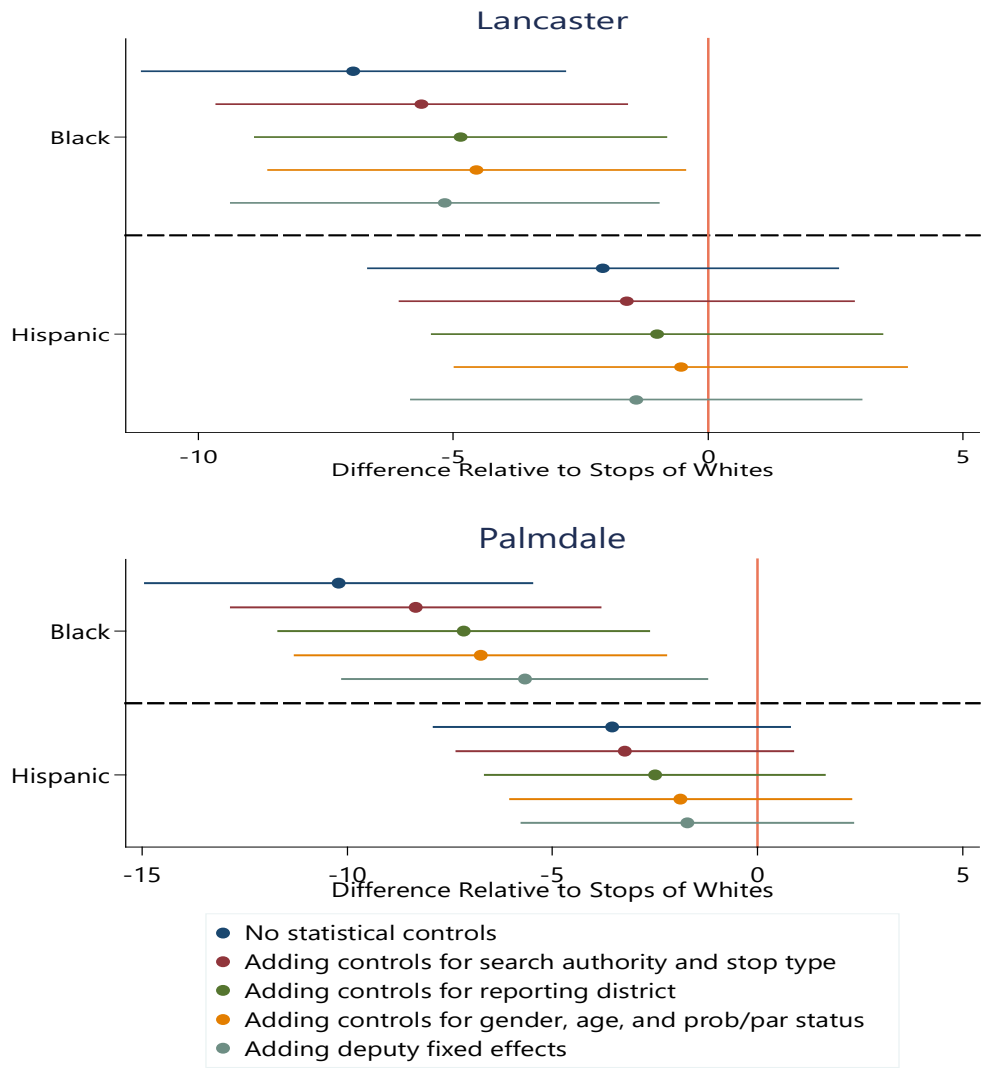 Lancaster
Black
Hispanic
-10 -5 0 5
Difference Relative to Stops of Whites
Palmdale
Black
Hispanic
-15 -10 -5 0 5
Difference Relative to Stops of Whites
No statistical controls
Adding controls for search authority and stop type
Adding controls for reporting district
Adding controls for gender, age, and prob/par status
Adding deputy fixed effects